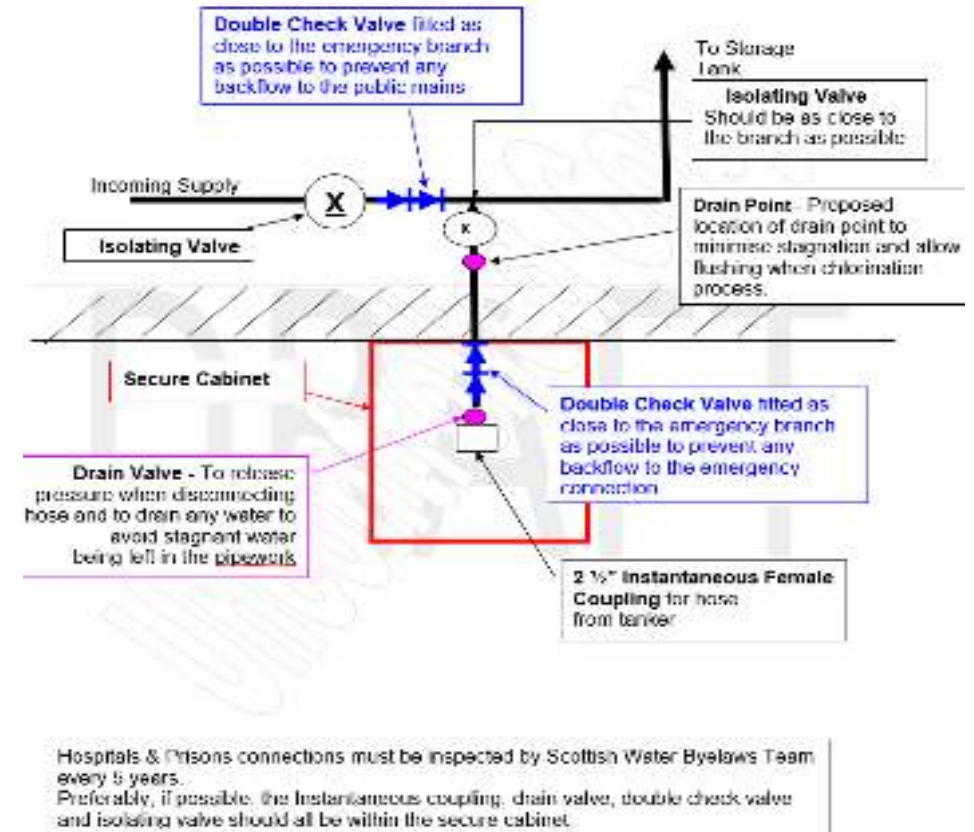 Double Check Valve fitted as
close to the emergency branch
as possible to prevent any
backflow to the public mains
To Storage
Tank
Isolating Valve
Should be as close to
the branch as possible
Incoming Supply
X
Isolating Valve
x
Drain Point - Proposed
location of drain point to
minimise stagnation and allow
flushing when chlorination
process.
Secure Cabinet
Double Check Valve fitted as
close to the emergency branch
as possible to prevent any
backflow to the emergency
connection
Drain Valve - To release
pressure when disconnecting
hose and to drain any water to
avoid stagnant water
being left in the pipework
2 ½" Instantaneous Female
Coupling for hose
from tanker
DRAFT
Hospitals & Prisons connections must be inspected by Scottish Water Byelaws Team
every 5 years.
Preferably, if possible, the Instantaneous coupling, drain valve, double check valve
and isolating valve should all be within the secure cabinet